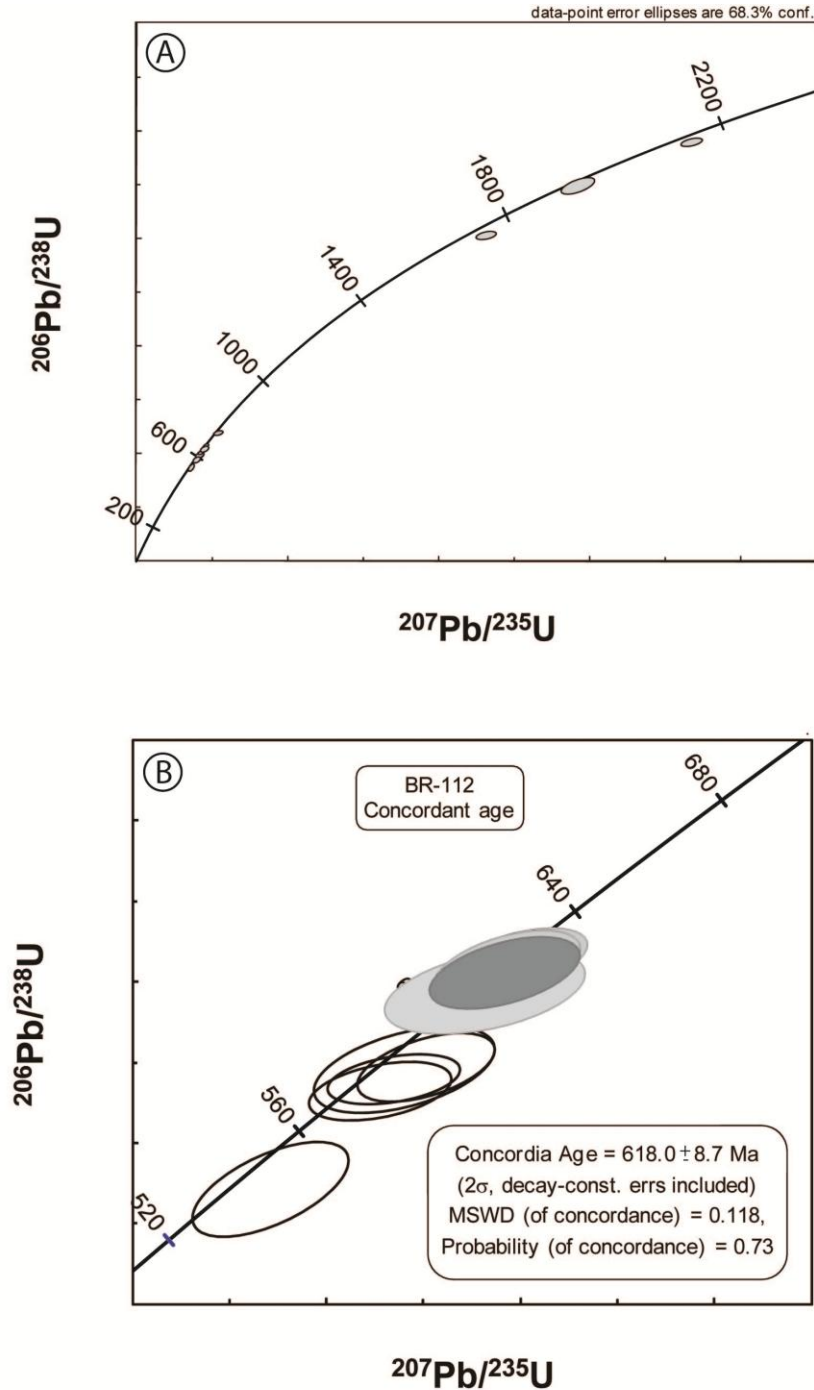 data-point error ellipses are 68.3% conf.
A
2200
1800
1400
1000
600
200
206Pb/238U
207Pb/235U
B
BR-112
Concordant age
680
640
560
520
206Pb/238U
Concordia Age = 618.0±8.7 Ma
(2σ, decay-const. errs included)
MSWD (of concordance) = 0.118,
Probability (of concordance) = 0.73
207Pb/235U